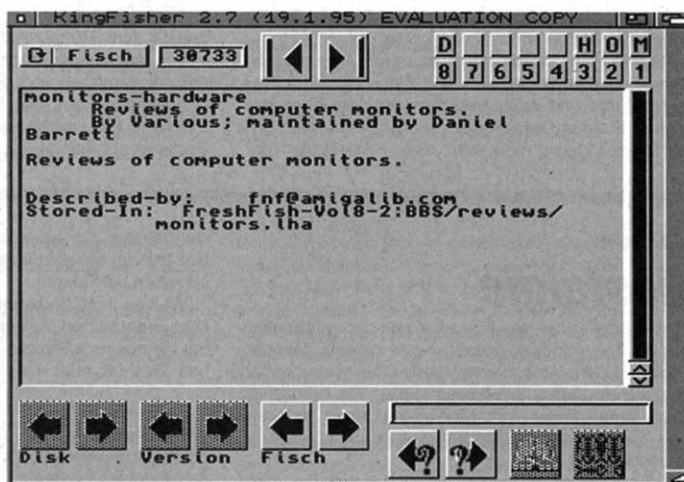 KingFisher 2.7 (19.1.95) EVALUATION COPY
Fisch 30733
D H O M
8 7 6 5 4 3 2 1
monitors-hardware
Reviews of computer monitors.
By Various; maintained by Daniel
Barrett
Reviews of computer monitors.
Described-by: fnf@amigalib.com
Stored-In: FreshFish-Vol8-2:BBS/reviews/
monitors.lha
Disk Version Fisch
? ?